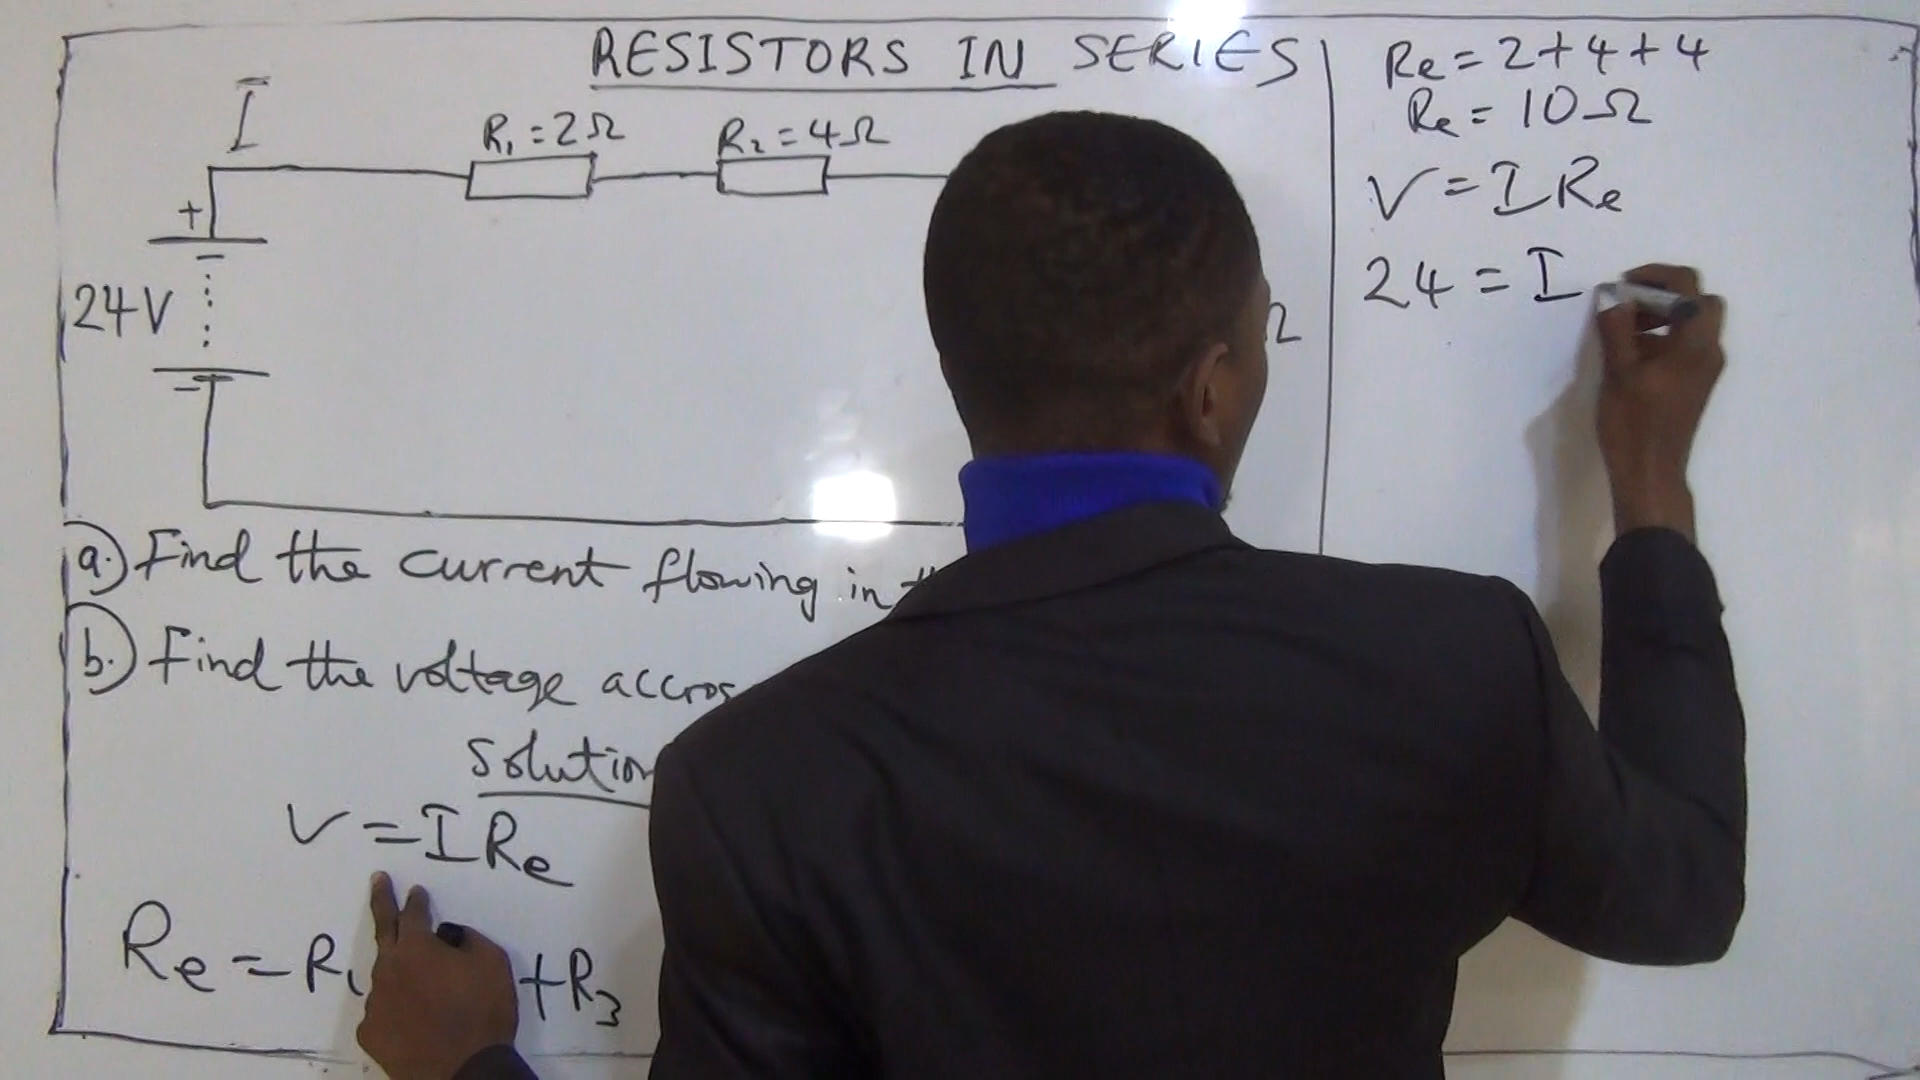 RESISTORS IN SERIES
I
R₁ = 2Ω
R₂ = 4Ω
+
24V
-
Ω
a.) Find the current flowing in
b.) Find the voltage accros
Solution
V = IRe
Re = R₁ +R₃
Re = 2+4+4
Re = 10Ω
V = IRe
24 = I